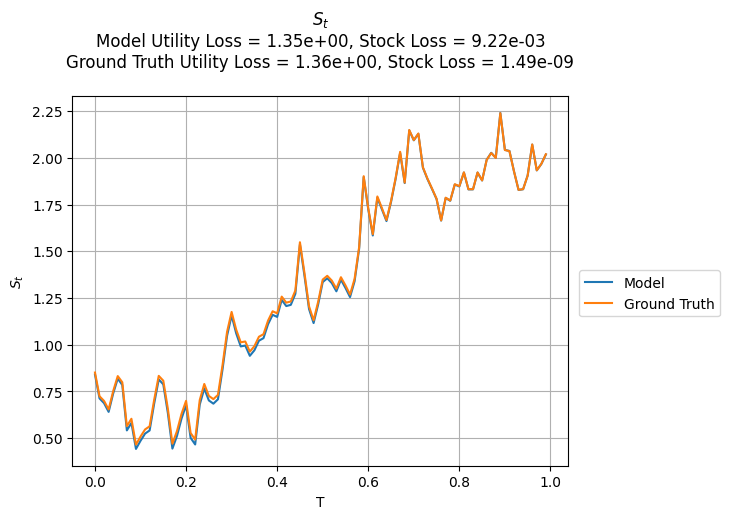 S_t
Model Utility Loss = 1.35e+00, Stock Loss = 9.22e-03
Ground Truth Utility Loss = 1.36e+00, Stock Loss = 1.49e-09
2.25
2.00
1.75
1.50
1.25
1.00
0.75
0.50
S_t
0.0
0.2
0.4
0.6
0.8
1.0
T
Model
Ground Truth